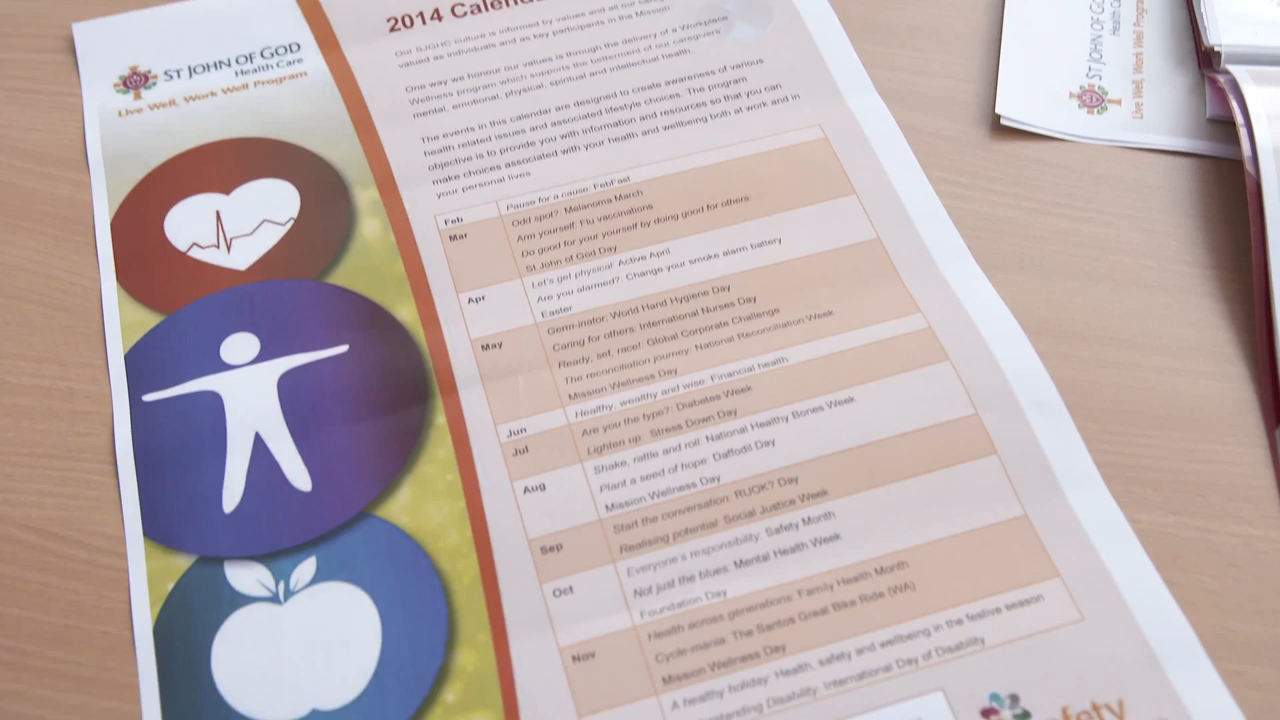 ST JOHN OF GOD
Health Care
Live Well, Work Well Program
2014 Calend
Our SJGHC culture is informed by values and all our
valued as individuals and as key participants in the Mission
One way we honour our values is through the delivery of a Workplace
Wellness program which supports the betterment of our caregivers'
mental, emotional, physical, spiritual and intellectual health.
The events in this calendar are designed to create awareness of various
health related issues and associated lifestyle choices. The program
objective is to provide you with information and resources so that you can
make choices associated with your health and wellbeing both at work and in
your personal lives
Feb Pause for a cause: FebFast
Mar Odd spot?: Melanoma March
Arm yourself: Flu vaccinations
Do good for your yourself by doing good for others:
St John of God Day
Apr Let's get physical: Active April
Are you alarmed?: Change your smoke alarm battery
Easter
May Germ-inator: World Hand Hygiene Day
Caring for others: International Nurses Day
Ready, set, race!: Global Corporate Challenge
The reconciliation journey: National Reconciliation Week
Mission Wellness Day
Jun Healthy, wealthy and wise: Financial health
Jul Are you the type?: Diabetes Week
Lighten up: Stress Down Day
Aug Shake, rattle and roll: National Healthy Bones Week
Plant a seed of hope: Daffodil Day
Mission Wellness Day
Sep Start the conversation: RUOK? Day
Realising potential: Social Justice Week
Oct Everyone's responsibility: Safety Month
Not just the blues: Mental Health Week
Foundation Day
Nov Health across generations: Family Health Month
Cycle-mania: The Santos Great Bike Ride (WA)
Mission Wellness Day
A healthy holiday: Health, safety and wellbeing in the festive season
erstanding Disability: International Day of Disability
afety
ST JOHN OF G
Health Car
Live Well, Work Well Progra